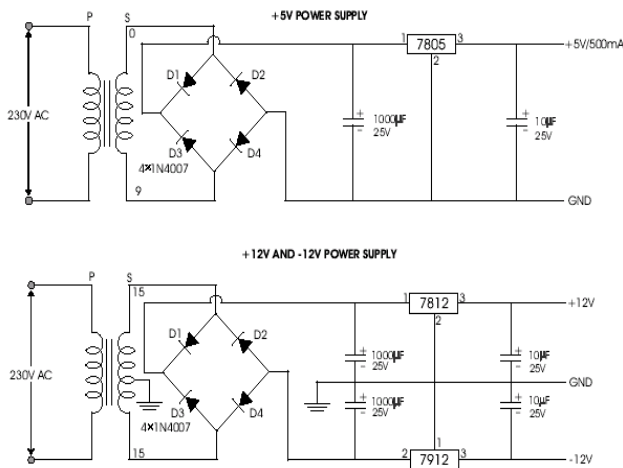 +5V POWER SUPPLY
P S
0
1 7805 3
+5V/500mA
2
D1 D2
230V AC
+
1000µF
-
25V
+
10µF
-
25V
D3 D4
4×1N4007
9
GND
+12V AND -12V POWER SUPPLY
P S
15
1 7812 3
+12V
2
D1 D2
+
1000µF
-
25V
+
10µF
-
25V
230V AC
GND
D3 D4
+
1000µF
-
25V
+
10µF
-
25V
4×1N4007
1
15
2 7912 3
-12V